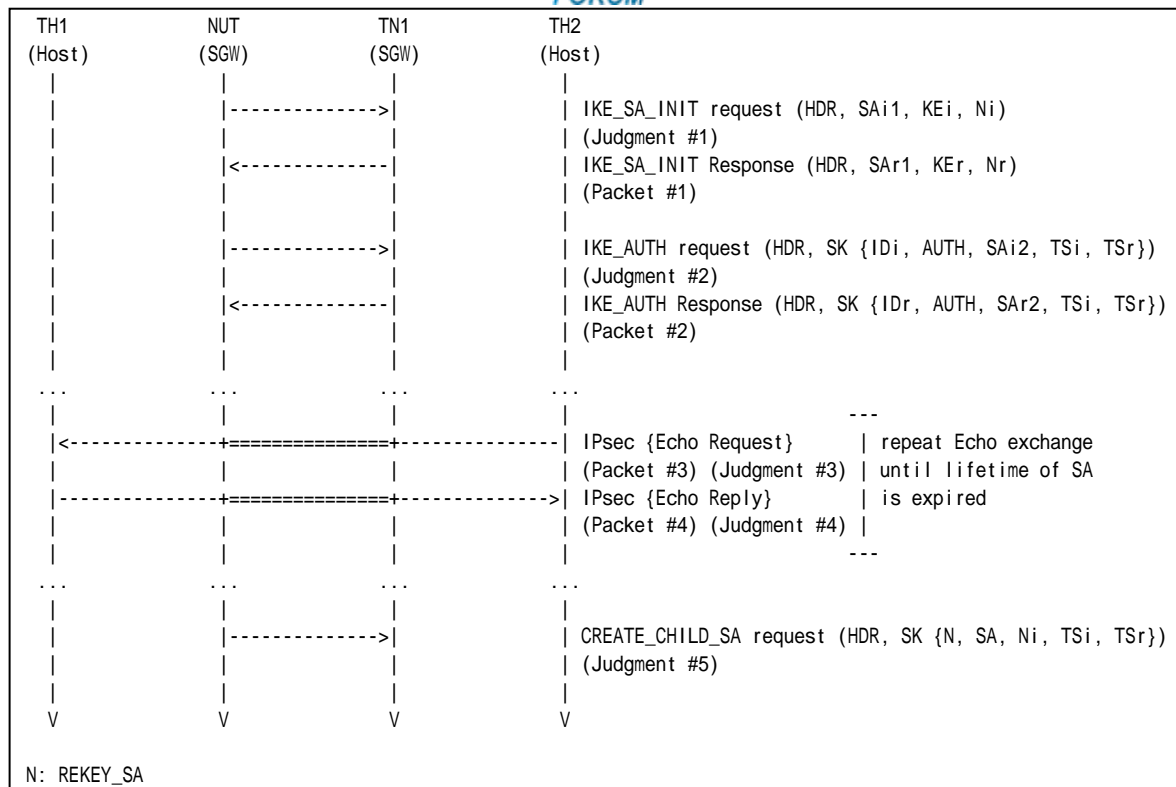 FORUM
TH1 NUT TN1 TH2
(Host) (SGW) (SGW) (Host)
| | | |
| |-------------->| | IKE_SA_INIT request (HDR, SAi1, KEi, Ni)
| | | | (Judgment #1)
| |<--------------| | IKE_SA_INIT Response (HDR, SAr1, KEr, Nr)
| | | | (Packet #1)
| | | |
| |-------------->| | IKE_AUTH request (HDR, SK {IDi, AUTH, SAi2, TSi, TSr})
| | | | (Judgment #2)
| |<--------------| | IKE_AUTH Response (HDR, SK {IDr, AUTH, SAr2, TSi, TSr})
| | | | (Packet #2)
| | | |
... ... ... ...
| | | | ---
|<--------------+===============+---------------| IPsec {Echo Request} | repeat Echo exchange
| | | | (Packet #3) (Judgment #3) | until lifetime of SA
|---------------+===============+-------------->| IPsec {Echo Reply} | is expired
| | | | (Packet #4) (Judgment #4) |
| | | | ---
... ... ... ...
| | | |
| |-------------->| | CREATE_CHILD_SA request (HDR, SK {N, SA, Ni, TSi, TSr})
| | | | (Judgment #5)
| | | |
V V V V
N: REKEY_SA